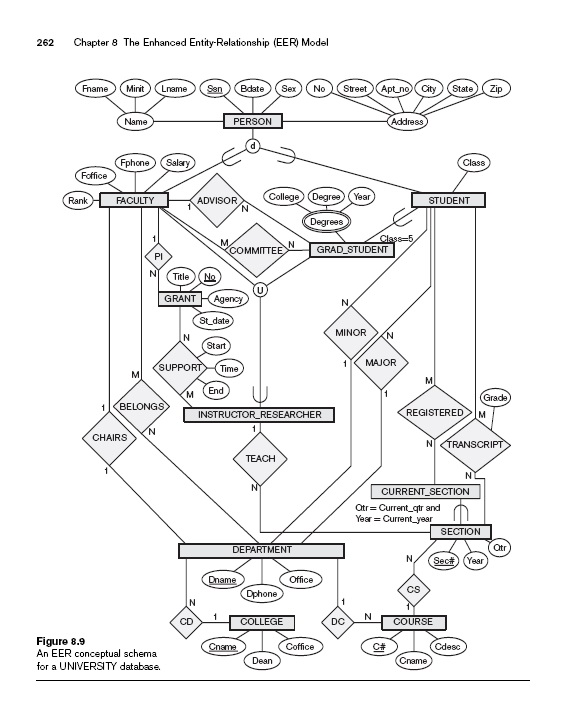 262 Chapter 8 The Enhanced Entity-Relationship (EER) Model
Fname Minit Lname Ssn Bdate Sex No Street Apt_no City State Zip
Name PERSON Address
d
Foffice Fphone Salary Class
Rank FACULTY ADVISOR College Degree Year STUDENT
1 N
Degrees
Class=5
1 M COMMITTEE N GRAD_STUDENT
PI
N
Title No U
GRANT Agency
St_date
N
MINOR
N Start N
SUPPORT Time 1 MAJOR
M End M 1
M
Grade
1 BELONGS INSTRUCTOR_RESEARCHER REGISTERED M
N 1
CHAIRS TEACH N TRANSCRIPT
1 N N
CURRENT_SECTION
Qtr = Current_qtr and
Year = Current_year
SECTION
DEPARTMENT Qtr
N Sec# Year
Dname Office
Dphone CS
N 1 1
CD 1 COLLEGE DC N COURSE
Cname Coffice C# Cdesc
Dean Cname
Figure 8.9
An EER conceptual schema
for a UNIVERSITY database.